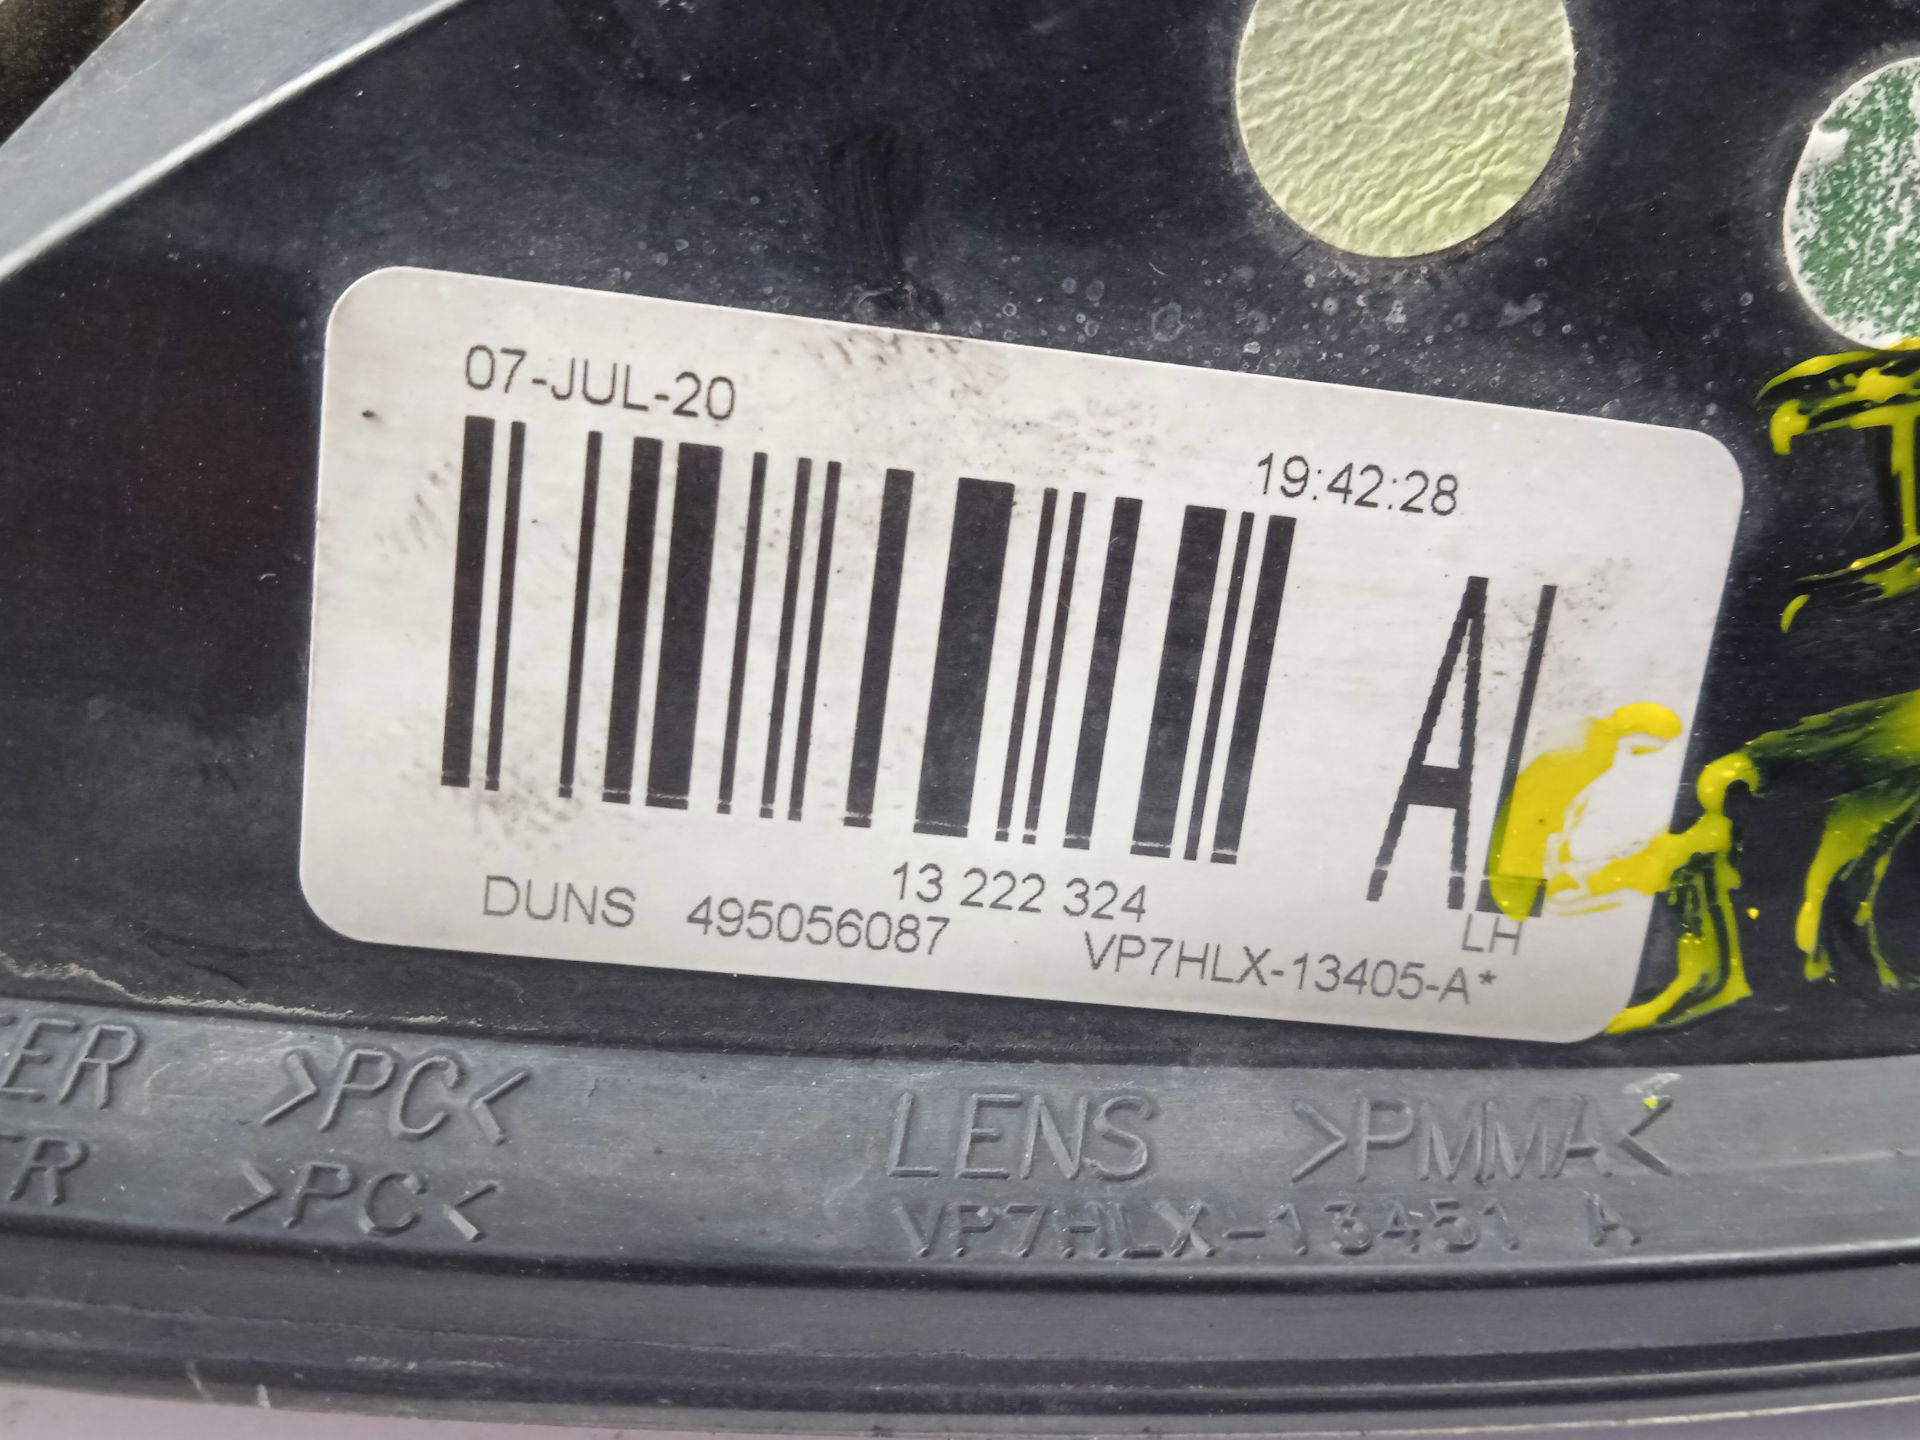 07-JUL-20
19:42:28
AL
13 222 324
LH
DUNS 495056087
VP7HLX-13405-A*
>PC<
LENS >PMMA<
>PC<
VP7HLX-13451 A